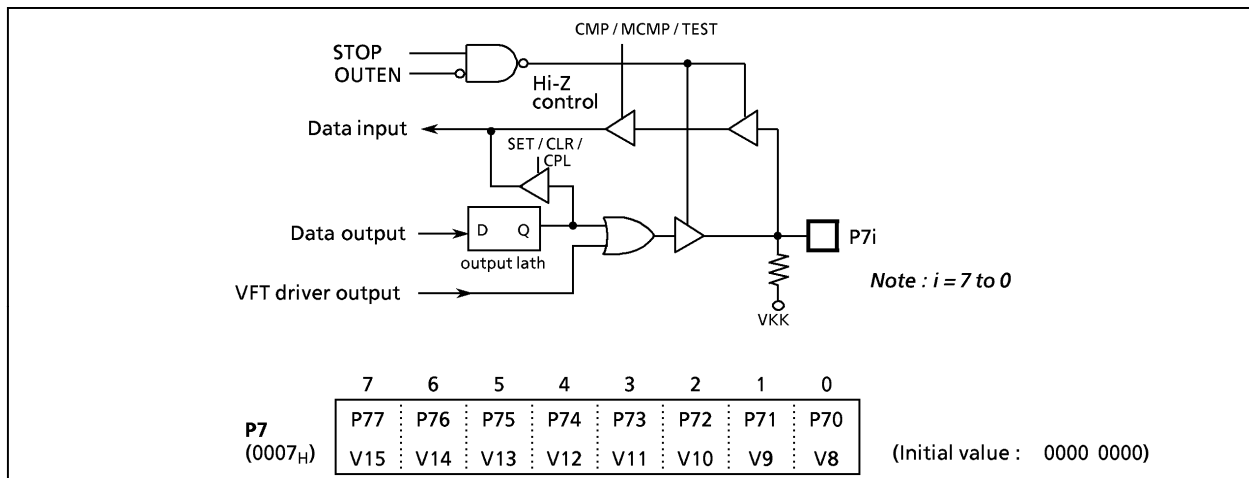 CMP / MCMP / TEST
STOP
OUTEN
Hi-Z
control
Data input
SET / CLR /
CPL
Data output
D Q
P7i
output lath
Note : i = 7 to 0
VFT driver output
VKK
7 6 5 4 3 2 1 0
P7
(0007H)
P77 P76 P75 P74 P73 P72 P71 P70
V15 V14 V13 V12 V11 V10 V9 V8
(Initial value : 0000 0000)